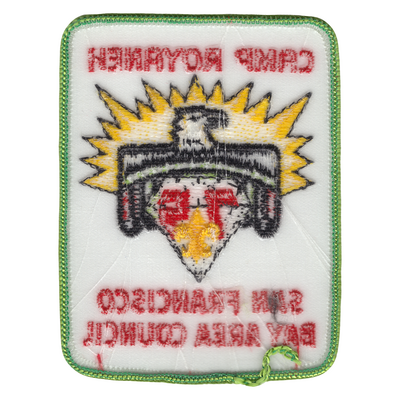 CAMP ROYANEH
SAN FRANCISCO
BAY AREA COUNCIL